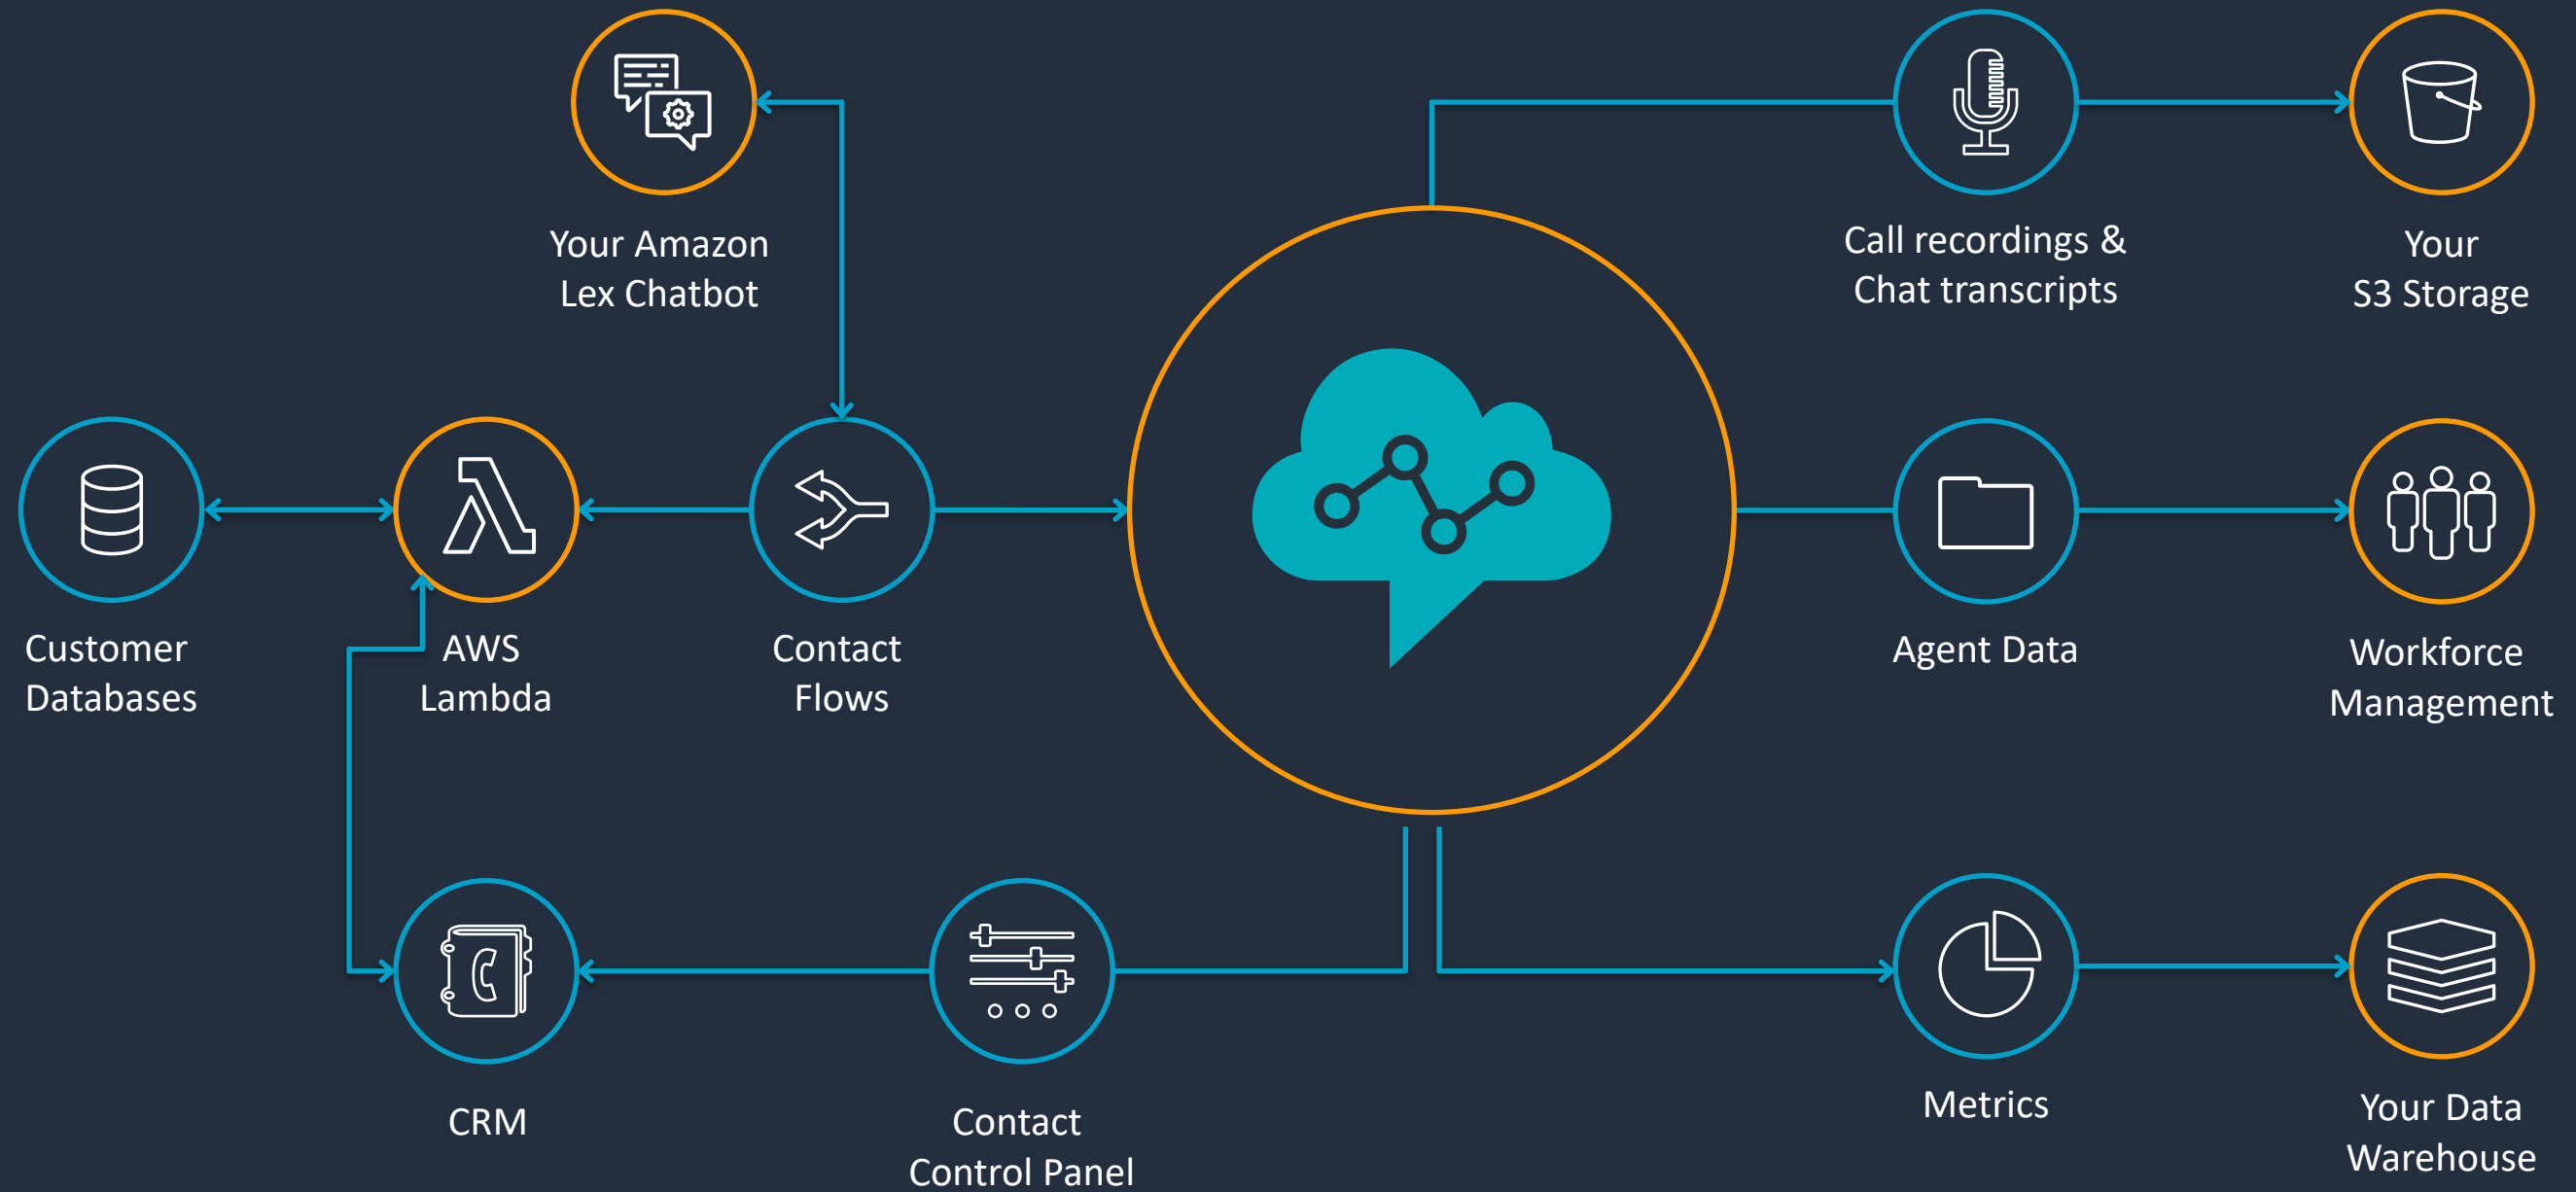 Your Amazon
Lex Chatbot
Call recordings &
Chat transcripts
Your
S3 Storage
Customer
Databases
AWS
Lambda
Contact
Flows
Agent Data
Workforce
Management
CRM
Contact
Control Panel
Metrics
Your Data
Warehouse